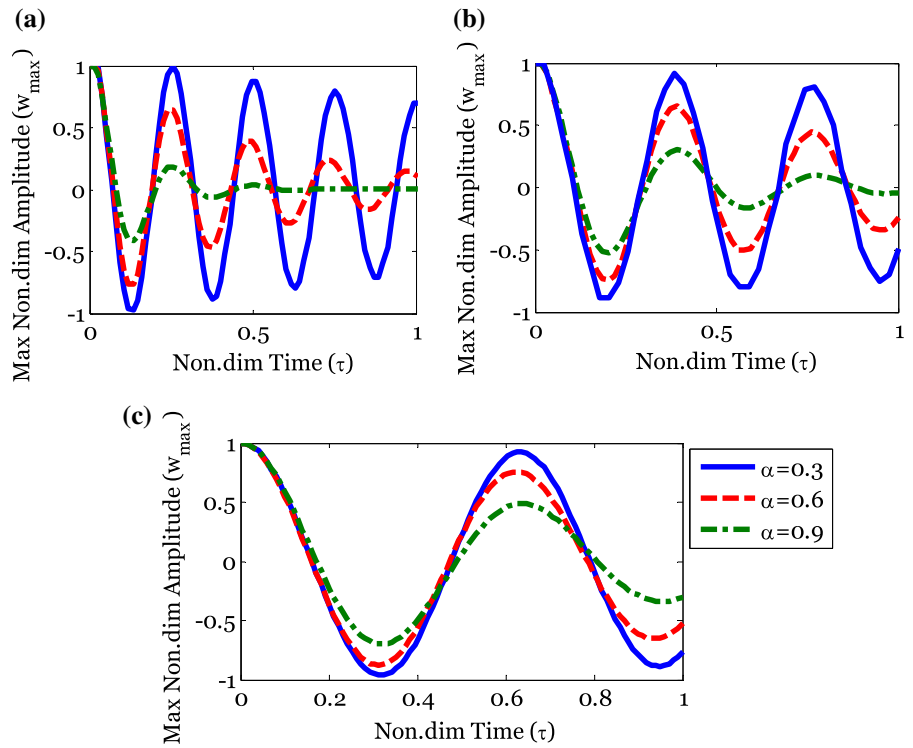 (a)
Max Non.dim Amplitude (w_max)
1
0.5
0
-0.5
-1
0
0.5
1
Non.dim Time (τ)
(b)
Max Non.dim Amplitude (w_max)
1
0.5
0
-0.5
-1
0
0.5
1
Non.dim Time (τ)
(c)
Max Non.dim Amplitude (w_max)
1
0.5
0
-0.5
-1
0
0.2
0.4
0.6
0.8
1
Non.dim Time (τ)
α=0.3
α=0.6
α=0.9